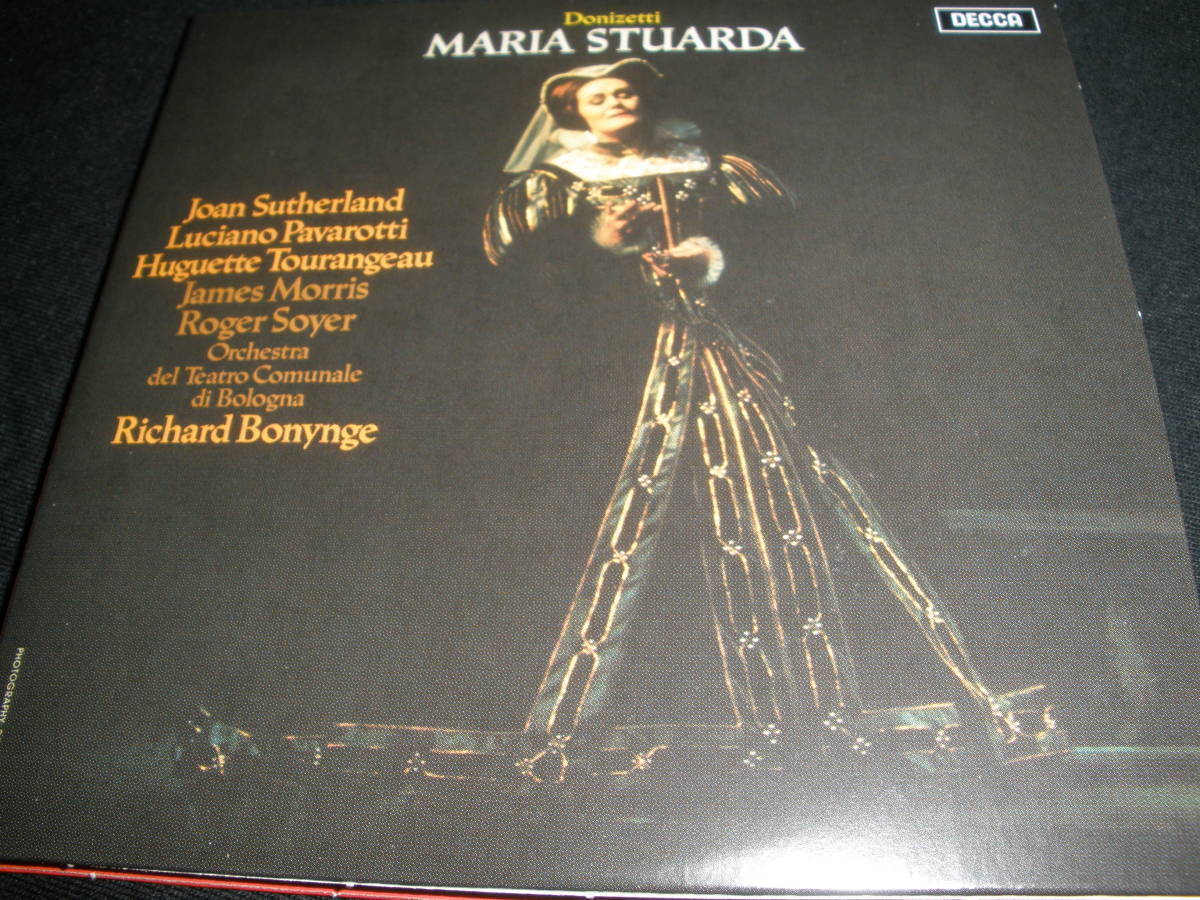 Donizetti
MARIA STUARDA
DECCA
Joan Sutherland
Luciano Pavarotti
Huguette Tourangeau
James Morris
Roger Soyer
Orchestra
del Teatro Comunale
di Bologna
Richard Bonynge
PHOTOGRAPHY